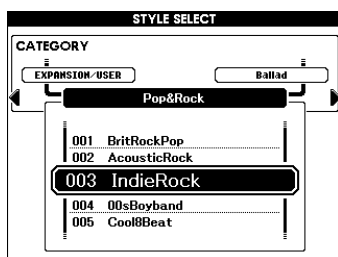 STYLE SELECT
CATEGORY
EXPANSION/USER
Ballad
Pop&Rock
001 BritRockPop
002 AcousticRock
003 IndieRock
004 00sBoyband
005 Cool8Beat